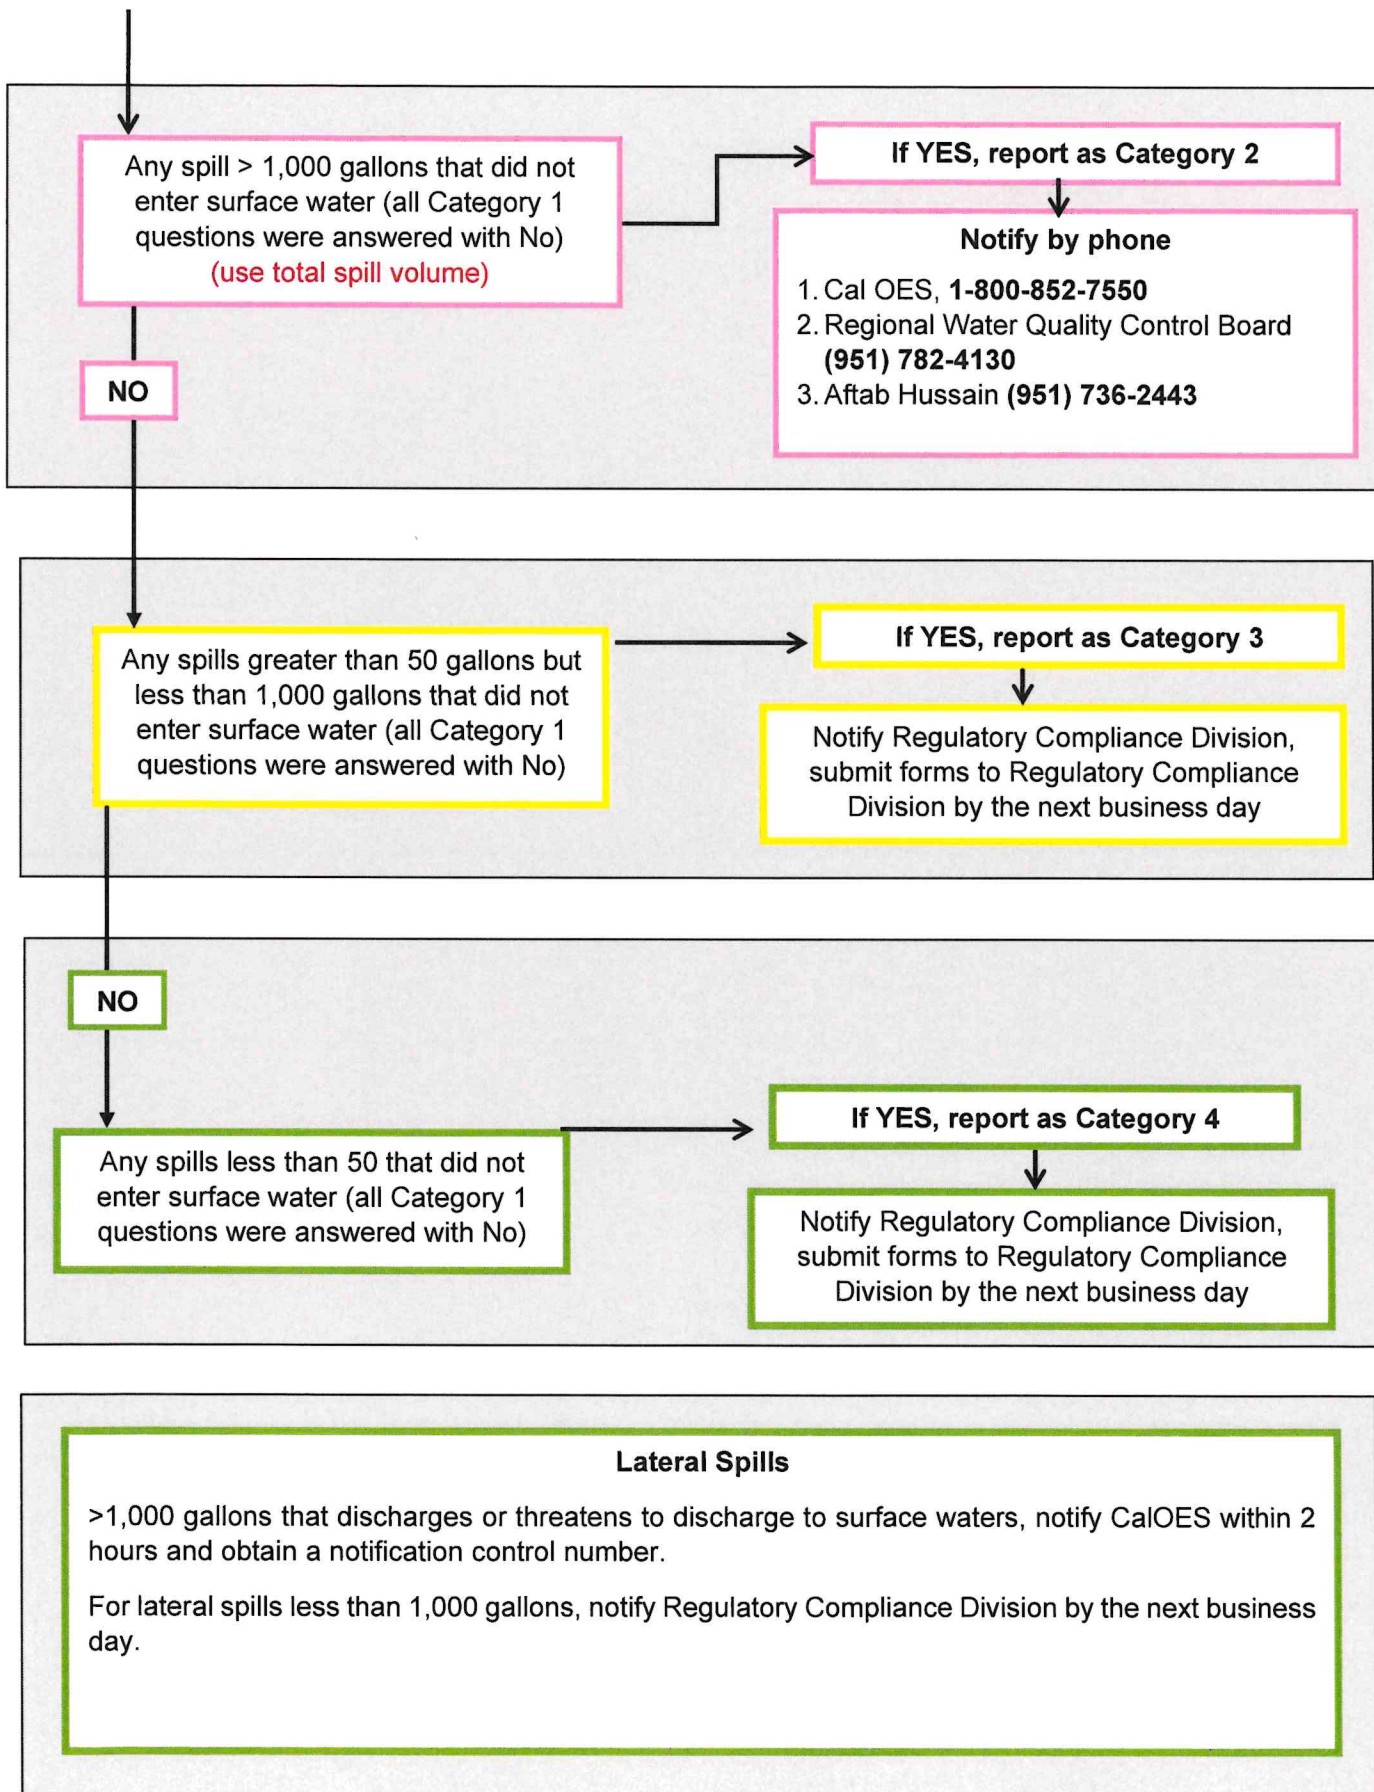 Any spill > 1,000 gallons that did not
enter surface water (all Category 1
questions were answered with No)
(use total spill volume)
If YES, report as Category 2
Notify by phone
1. Cal OES, 1-800-852-7550
2. Regional Water Quality Control Board
(951) 782-4130
3. Aftab Hussain (951) 736-2443
NO
Any spills greater than 50 gallons but
less than 1,000 gallons that did not
enter surface water (all Category 1
questions were answered with No)
If YES, report as Category 3
Notify Regulatory Compliance Division,
submit forms to Regulatory Compliance
Division by the next business day
NO
Any spills less than 50 that did not
enter surface water (all Category 1
questions were answered with No)
If YES, report as Category 4
Notify Regulatory Compliance Division,
submit forms to Regulatory Compliance
Division by the next business day
Lateral Spills
>1,000 gallons that discharges or threatens to discharge to surface waters, notify CalOES within 2
hours and obtain a notification control number.
For lateral spills less than 1,000 gallons, notify Regulatory Compliance Division by the next business
day.